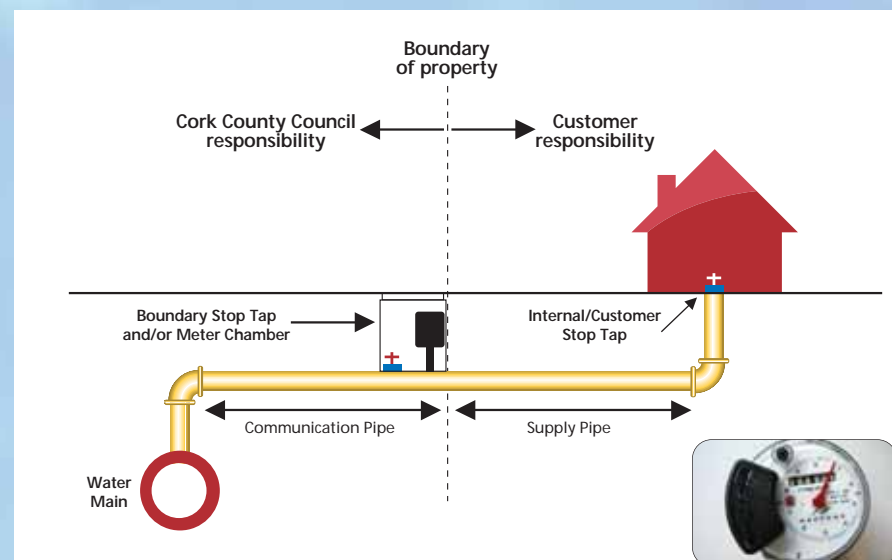 Boundary
of property
Cork County Council
responsibility
Customer
responsibility
Boundary Stop Tap
and/or Meter Chamber
Internal/Customer
Stop Tap
Communication Pipe
Supply Pipe
Water
Main